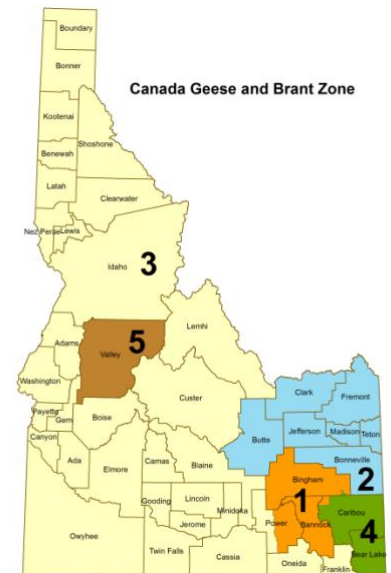 Boundary
Bonner
Canada Geese and Brant Zone
Kootenai
Benewah
Shoshone
Latah
Clearwater
Nez Perce
Lewis
Idaho
3
Adams
Valley
5
Lemhi
Washington
Custer
Clark
Fremont
Payette
Gem
Boise
Butte
Jefferson
Madison
Teton
Canyon
Ada
Elmore
Camas
Blaine
Bonneville
2
Bingham
1
Gooding
Lincoln
Minidoka
Jerome
Power
Bannock
Caribou
4
Owyhee
Twin Falls
Cassia
Oneida
Franklin
Bear Lake